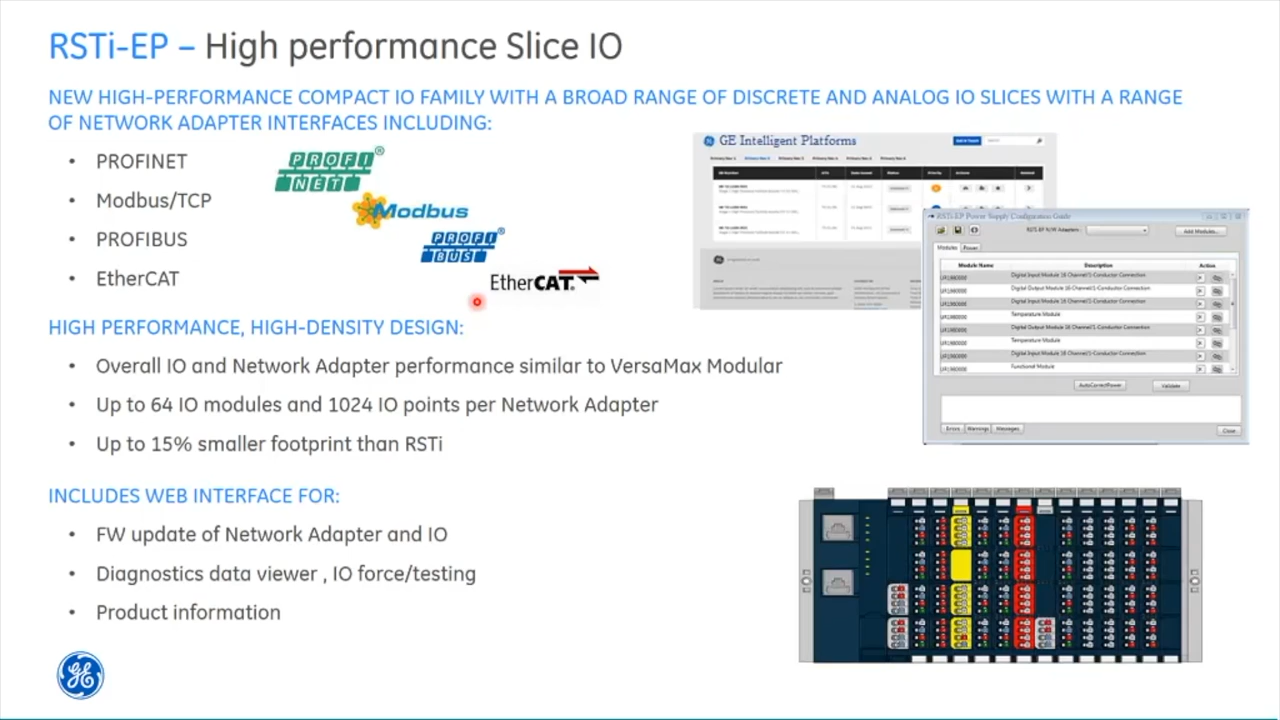 RSTi-EP – High performance Slice IO
NEW HIGH-PERFORMANCE COMPACT IO FAMILY WITH A BROAD RANGE OF DISCRETE AND ANALOG IO SLICES WITH A RANGE
OF NETWORK ADAPTER INTERFACES INCLUDING:
• PROFINET
• Modbus/TCP
• PROFIBUS
• EtherCAT
PROFI
NET®
Modbus
PROFI
BUS®
EtherCAT.
HIGH PERFORMANCE, HIGH-DENSITY DESIGN:
• Overall IO and Network Adapter performance similar to VersaMax Modular
• Up to 64 IO modules and 1024 IO points per Network Adapter
• Up to 15% smaller footprint than RSTi
INCLUDES WEB INTERFACE FOR:
• FW update of Network Adapter and IO
• Diagnostics data viewer , IO force/testing
• Product information
GE Intelligent Platforms
RSTi-EP Power Supply Configuration Guide
RSTi-EP N/W Adapters :
Add Modules...
Modules Power
Module Name Description Action
Digital Input Module 16 Channel/1-Conductor Connection
Digital Output Module 16 Channel/1-Conductor Connection
Digital Input Module 16 Channel/1-Conductor Connection
Temperature Module
Digital Output Module 16 Channel/1-Conductor Connection
Temperature Module
Digital Input Module 16 Channel/1-Conductor Connection
Functional Module
AutoCorrectPower Validate
Errors Warnings Messages
Close
GE